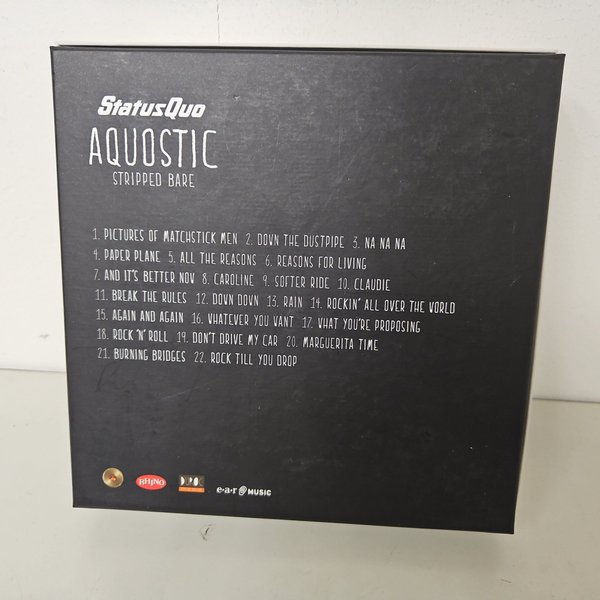 StatusQuo
AQUOSTIC
STRIPPED BARE
1. PICTURES OF MATCHSTICK MEN 2. DOWN THE DUSTPIPE 3. NA NA NA
4. PAPER PLANE 5. ALL THE REASONS 6. REASONS FOR LIVING
7. AND IT'S BETTER NOW 8. CAROLINE 9. SOFTER RIDE 10. CLAUDIE
11. BREAK THE RULES 12. DOWN DOWN 13. RAIN 14. ROCKIN' ALL OVER THE WORLD
15. AGAIN AND AGAIN 16. WHATEVER YOU WANT 17. WHAT YOU'RE PROPOSING
18. ROCK 'N' ROLL 19. DON'T DRIVE MY CAR 20. MARGUERITA TIME
21. BURNING BRIDGES 22. ROCK TILL YOU DROP
RHINO
e·a·r MUSIC